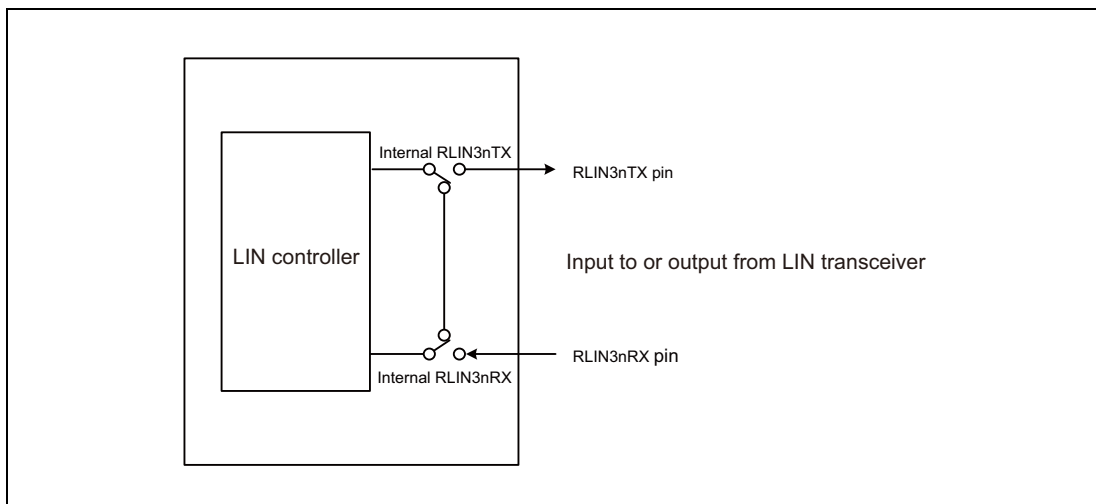 Internal RLIN3nTX
RLIN3nTX pin
LIN controller
Input to or output from LIN transceiver
RLIN3nRX pin
Internal RLIN3nRX